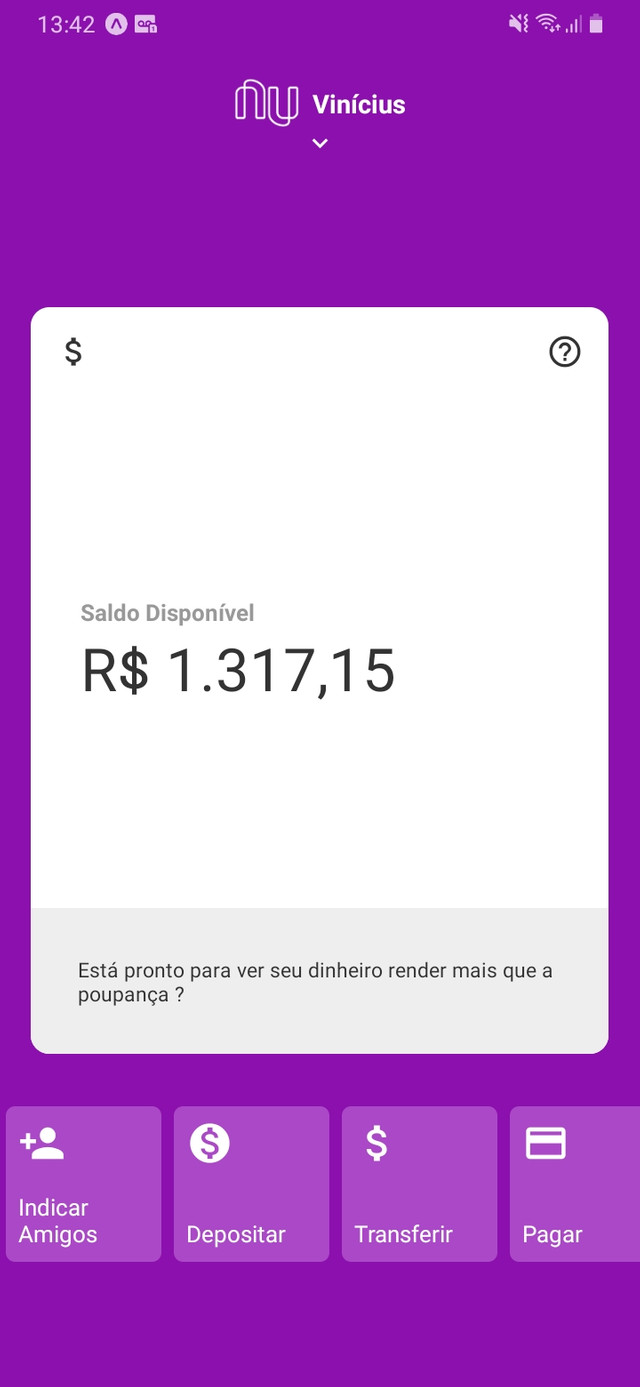 13:42
nu Vinícius
$
?
Saldo Disponível
R$ 1.317,15
Está pronto para ver seu dinheiro render mais que a
poupança ?
Indicar
Amigos
Depositar
Transferir
Pagar